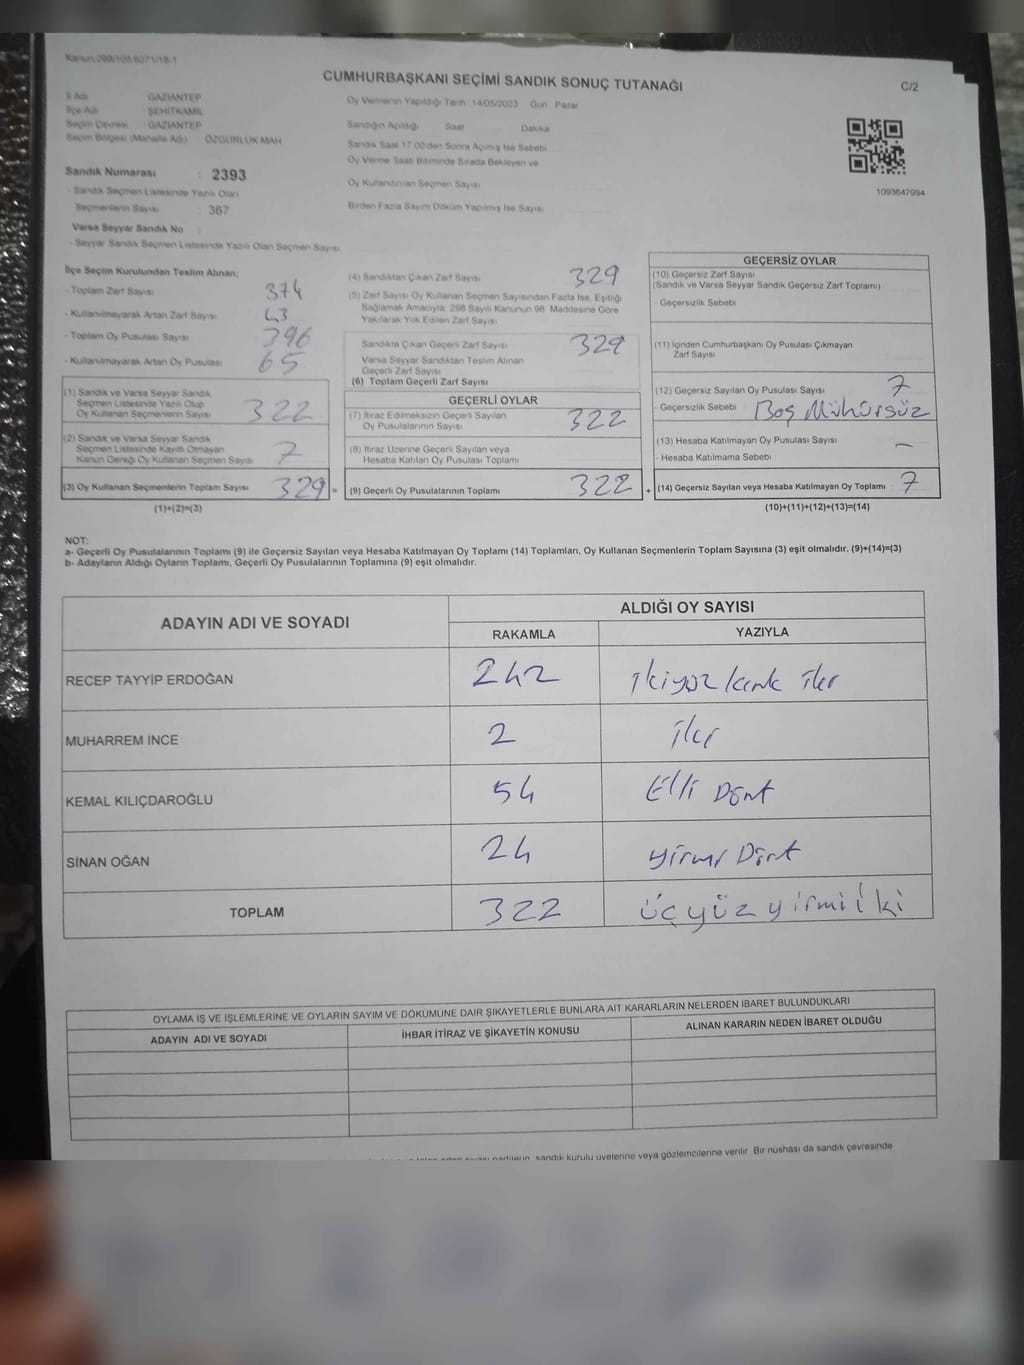 Kanun:298/105.6271/18-1
CUMHURBAŞKANI SEÇİMİ SANDIK SONUÇ TUTANAĞI
C/2
İl Adı : GAZİANTEP
İlçe Adı : ŞEHİTKAMİL
Seçim Çevresi : GAZİANTEP
Seçim Bölgesi (Mahalle Adı) : ÖZGÜRLÜK MAH
Sandık Numarası : 2393
- Sandık Seçmen Listesinde Yazılı Olan
Seçmenlerin Sayısı : 367
Varsa Seyyar Sandık No :
- Seyyar Sandık Seçmen Listesinde Yazılı Olan Seçmen Sayısı
Oy Vermenin Yapıldığı Tarih : 14/05/2023 Gün : Pazar
Sandığın Açıldığı Saat Dakika
Sandık Saat 17.00'den Sonra Açılmış İse Sebebi
Oy Verme Saati Bitiminde Sırada Bekleyen ve
Oy Kullandırılan Seçmen Sayısı
Birden Fazla Sayım Döküm Yapılmış İse Sayısı
1093647994
İlçe Seçim Kurulundan Teslim Alınan:
- Toplam Zarf Sayısı 374
- Kullanılmayarak Artan Zarf Sayısı 43
- Toplam Oy Pusulası Sayısı 396
- Kullanılmayarak Artan Oy Pusulası 65
(1) Sandık ve Varsa Seyyar Sandık
Seçmen Listesinde Yazılı Olup
Oy Kullanan Seçmenlerin Sayısı 322
(2) Sandık ve Varsa Seyyar Sandık
Seçmen Listesinde Kayıtlı Olmayan
Kanun Gereği Oy Kullanan Seçmen Sayısı 7
(3) Oy Kullanan Seçmenlerin Toplam Sayısı 329 =
(1)+(2)=(3)
(4) Sandıktan Çıkan Zarf Sayısı 329
(5) Zarf Sayısı Oy Kullanan Seçmen Sayısından Fazla İse, Eşitliği
Sağlamak Amacıyla, 298 Sayılı Kanunun 98. Maddesine Göre
Yakılarak Yok Edilen Zarf Sayısı
Sandıkta Çıkan Geçerli Zarf Sayısı 329
Varsa Seyyar Sandıktan Teslim Alınan
Geçerli Zarf Sayısı
(6) Toplam Geçerli Zarf Sayısı
GEÇERLİ OYLAR
(7) İtiraz Edilmeksizin Geçerli Sayılan
Oy Pusulalarının Sayısı 322
(8) İtiraz Üzerine Geçerli Sayılan veya
Hesaba Katılan Oy Pusulası Toplamı
(9) Geçerli Oy Pusulalarının Toplamı 322 +
GEÇERSİZ OYLAR
(10) Geçersiz Zarf Sayısı
(Sandık ve Varsa Seyyar Sandık Geçersiz Zarf Toplamı)
- Geçersizlik Sebebi
(11) İçinden Cumhurbaşkanı Oy Pusulası Çıkmayan
Zarf Sayısı
(12) Geçersiz Sayılan Oy Pusulası Sayısı 7
- Geçersizlik Sebebi Boş Mühürsüz
(13) Hesaba Katılmayan Oy Pusulası Sayısı –
- Hesaba Katılmama Sebebi
(14) Geçersiz Sayılan veya Hesaba Katılmayan Oy Toplamı 7
(10)+(11)+(12)+(13)=(14)
NOT:
a- Geçerli Oy Pusulalarının Toplamı (9) ile Geçersiz Sayılan veya Hesaba Katılmayan Oy Toplamı (14) Toplamları, Oy Kullanan Seçmenlerin Toplam Sayısına (3) eşit olmalıdır. (9)+(14)=(3)
b- Adayların Aldığı Oyların Toplamı, Geçerli Oy Pusulalarının Toplamına (9) eşit olmalıdır.
ADAYIN ADI VE SOYADI
ALDIĞI OY SAYISI
RAKAMLA YAZIYLA
RECEP TAYYİP ERDOĞAN 242 ikiyüz kırk iki
MUHARREM İNCE 2 iki
KEMAL KILIÇDAROĞLU 54 Elli Dört
SİNAN OĞAN 24 yirmi Dört
TOPLAM 322 üçyüz yirmi iki
OYLAMA İŞ VE İŞLEMLERİNE VE OYLARIN SAYIM VE DÖKÜMÜNE DAİR ŞİKAYETLERLE BUNLARA AİT KARARLARIN NELERDEN İBARET BULUNDUKLARI
ADAYIN ADI VE SOYADI İHBAR İTİRAZ VE ŞİKAYETİN KONUSU ALINAN KARARIN NEDEN İBARET OLDUĞU
partilerin, sandık kurulu üyelerine veya gözlemcilerine verilir. Bir nüshası da sandık çevresinde